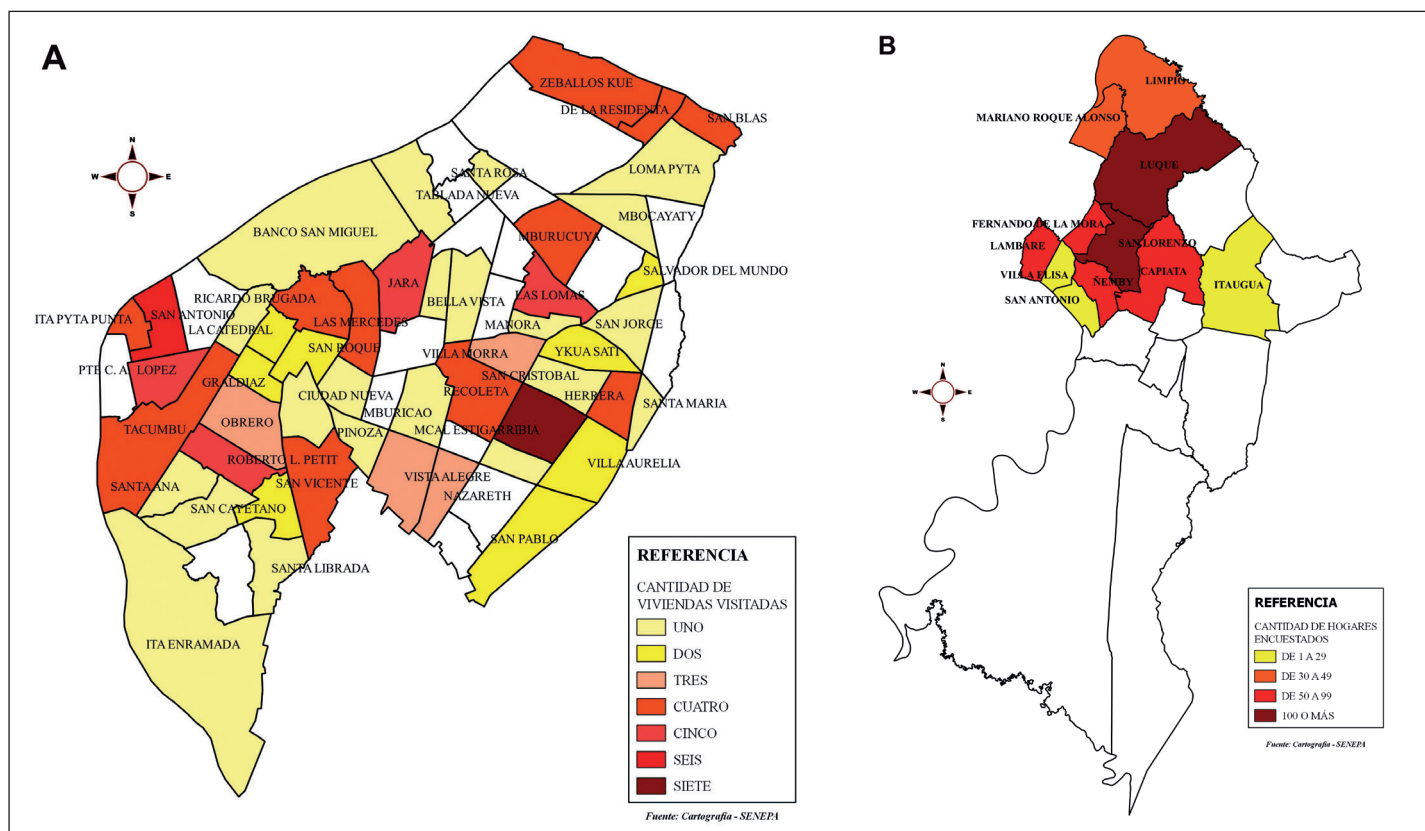 A
N
W
E
S
ZEBALLOS KUE
DE LA RESIDENTA
SAN BLAS
LOMA PYTA
SANTA ROSA
TABLADA NUEVA
MBOCAYATY
BANCO SAN MIGUEL
MBURUCUYA
SALVADOR DEL MUNDO
JARA
LAS LOMAS
RICARDO BRUGADA
BELLA VISTA
SAN ANTONIO
ITA PYTA PUNTA
LA CATEDRAL
LAS MERCEDES
MANORA
SAN JORGE
SAN ROQUE
VILLA MORRA
YKUA SATI
PTE C. A. LOPEZ
SAN CRISTOBAL
GRAL DIAZ
CIUDAD NUEVA
RECOLETA
HERRERA
SANTA MARIA
MBURICAO
TACUMBU
OBRERO
PINOZA
MCAL ESTIGARRIBIA
ROBERTO L. PETIT
VILLA AURELIA
SANTA ANA
SAN VICENTE
VISTA ALEGRE
NAZARETH
SAN CAYETANO
SAN PABLO
SANTA LIBRADA
ITA ENRAMADA
REFERENCIA
CANTIDAD DE
VIVIENDAS VISITADAS
UNO
DOS
TRES
CUATRO
CINCO
SEIS
SIETE
Fuente: Cartografía - SENEPA
B
LIMPIO
MARIANO ROQUE ALONSO
LUQUE
FERNANDO DE LA MORA
LAMBARE
SAN LORENZO
VILLA ELISA
ÑEMBY
CAPIATA
ITAUGUA
SAN ANTONIO
N
W
E
S
REFERENCIA
CANTIDAD DE HOGARES
ENCUESTADOS
DE 1 A 29
DE 30 A 49
DE 50 A 99
100 O MÁS
Fuente: Cartografía - SENEPA